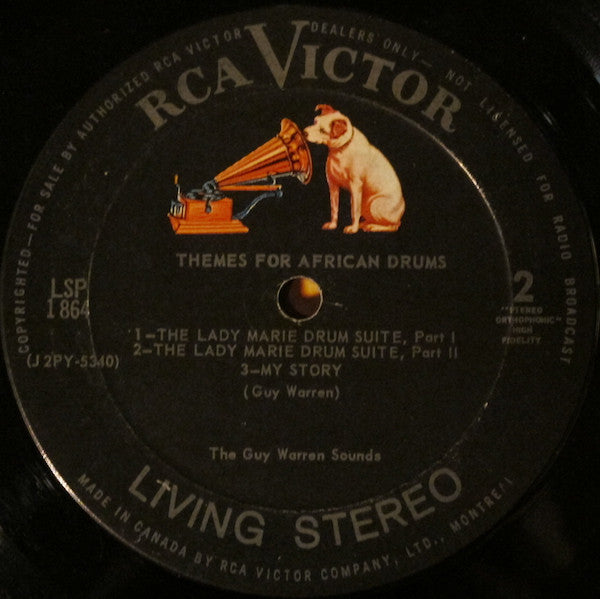 COPYRIGHTED—FOR SALE BY AUTHORIZED RCA VICTOR DEALERS ONLY— NOT LICENSED FOR RADIO BROADCAST
RCA VICTOR
THEMES FOR AFRICAN DRUMS
LSP
1864
(J2PY-5340)
2
"STEREO
ORTHOPHONIC"
HIGH
FIDELITY
1—THE LADY MARIE DRUM SUITE, Part I
2—THE LADY MARIE DRUM SUITE, Part II
3—MY STORY
(Guy Warren)
The Guy Warren Sounds
LIVING STEREO
MADE IN CANADA BY RCA VICTOR COMPANY, LTD., MONTREAL